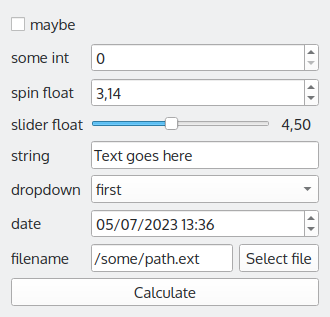 maybe
some int 0
spin float 3,14
slider float 4,50
string Text goes here
dropdown first
date 05/07/2023 13:36
filename /some/path.ext Select file
Calculate